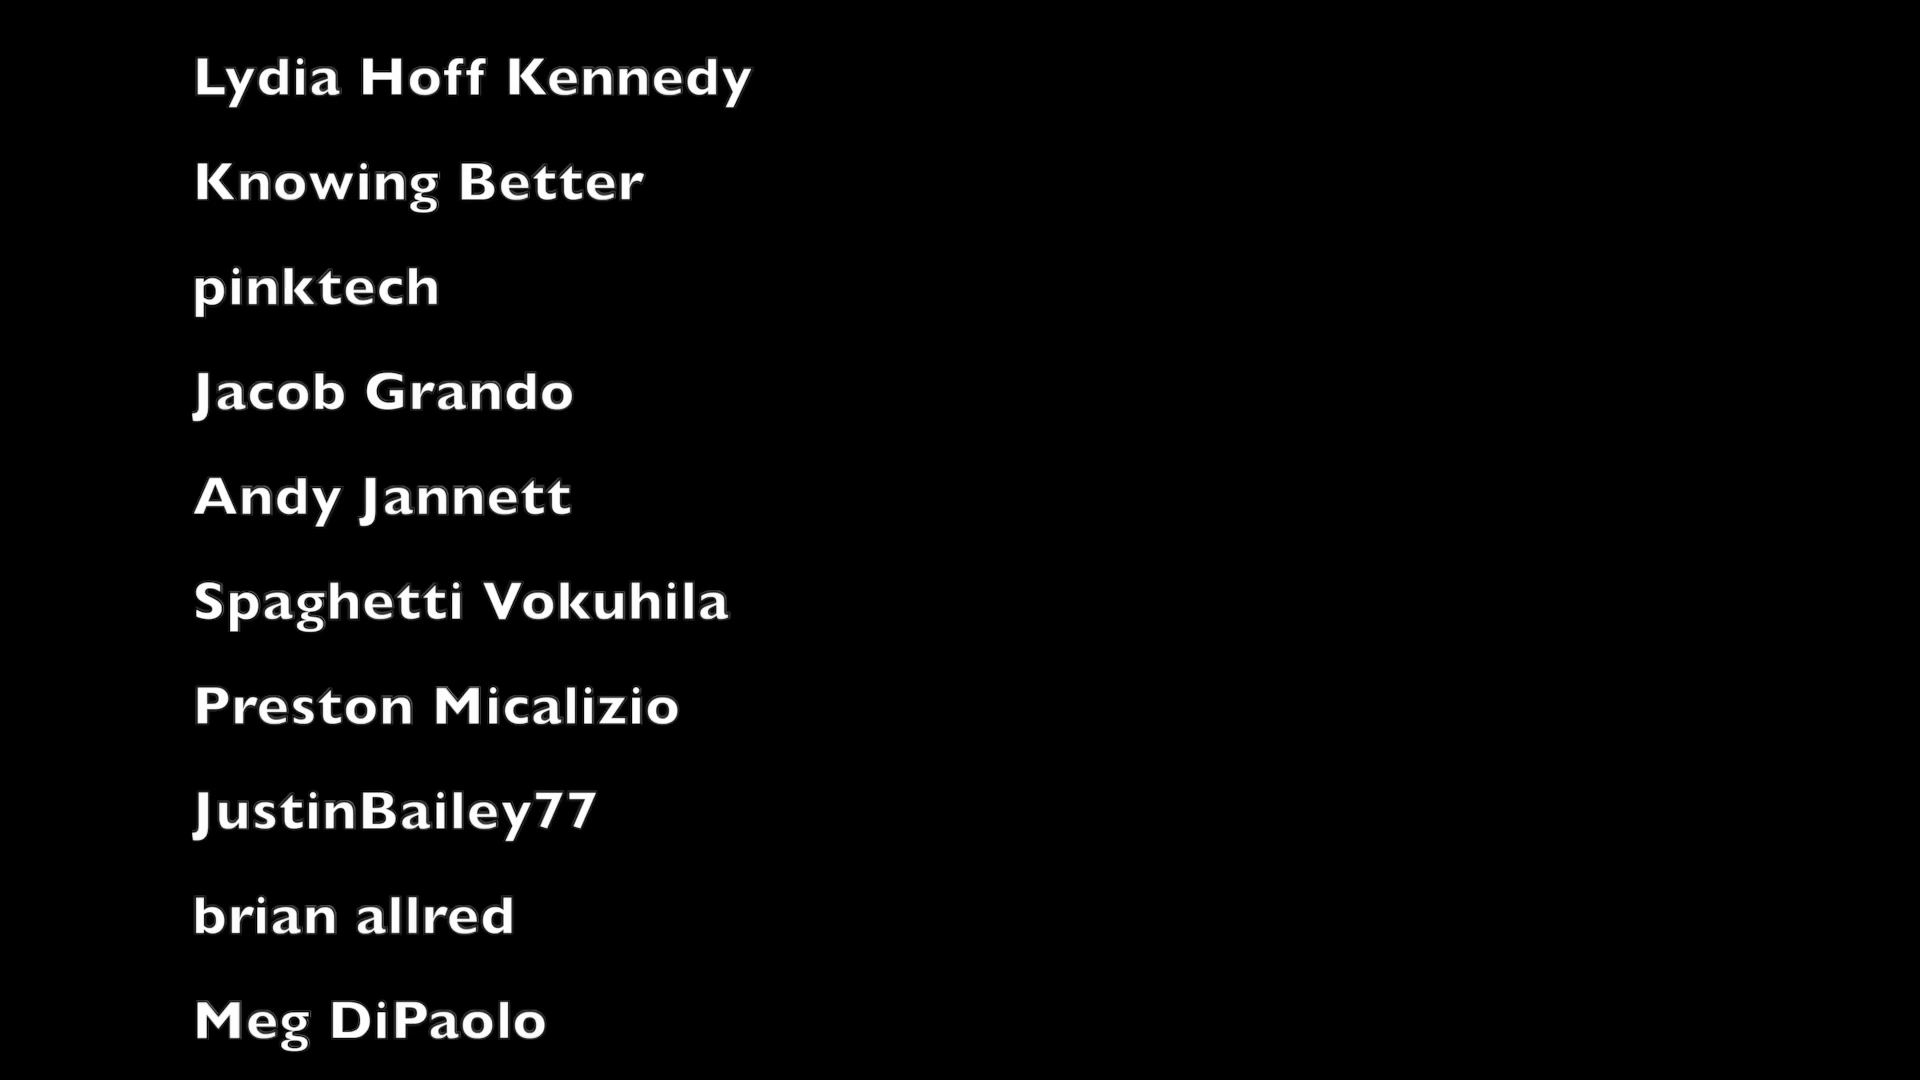 Lydia Hoff Kennedy
Knowing Better
pinktech
Jacob Grando
Andy Jannett
Spaghetti Vokuhila
Preston Micalizio
JustinBailey77
brian allred
Meg DiPaolo